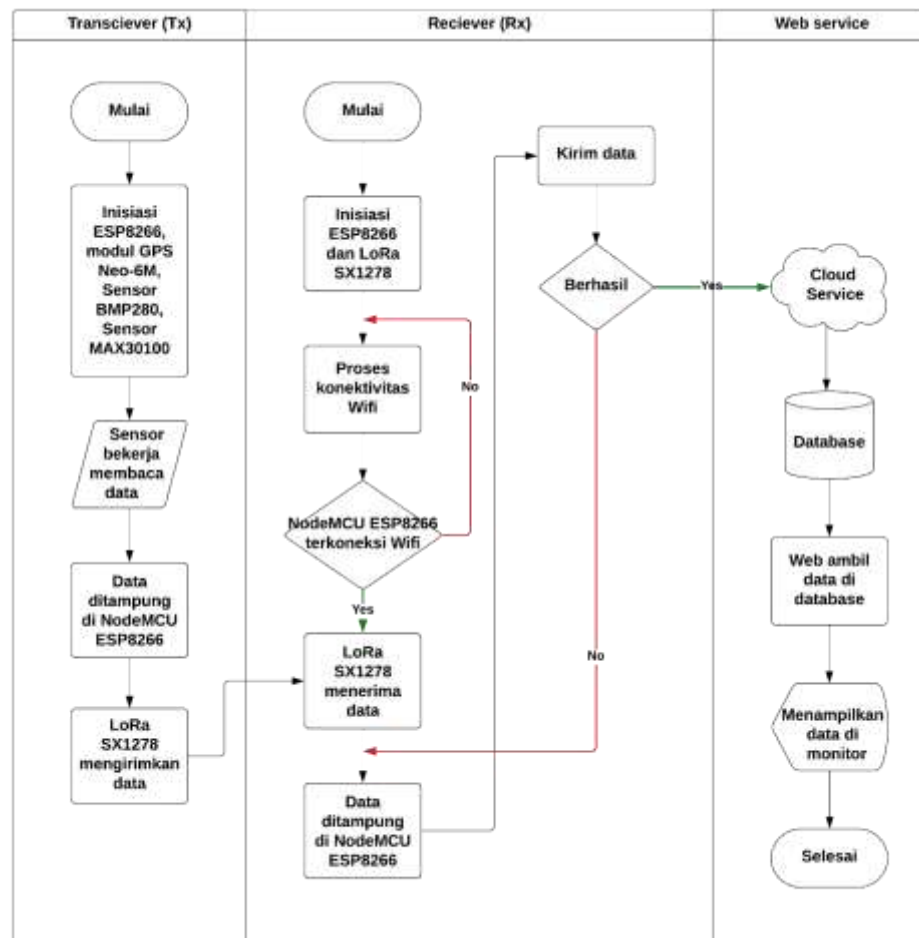 Transciever (Tx)
Reciever (Rx)
Web service
Mulai
Inisiasi
ESP8266,
modul GPS
Neo-6M,
Sensor
BMP280,
Sensor
MAX30100
Sensor
bekerja
membaca
data
Data
ditampung
di NodeMCU
ESP8266
LoRa
SX1278
mengirimkan
data
Mulai
Inisiasi
ESP8266
dan LoRa
SX1278
Proses
konektivitas
Wifi
No
NodeMCU ESP8266
terkoneksi Wifi
Yes
LoRa
SX1278
menerima
data
Data
ditampung
di NodeMCU
ESP8266
Kirim data
Berhasil
Yes
No
Cloud
Service
Database
Web ambil
data di
database
Menampilkan
data di
monitor
Selesai